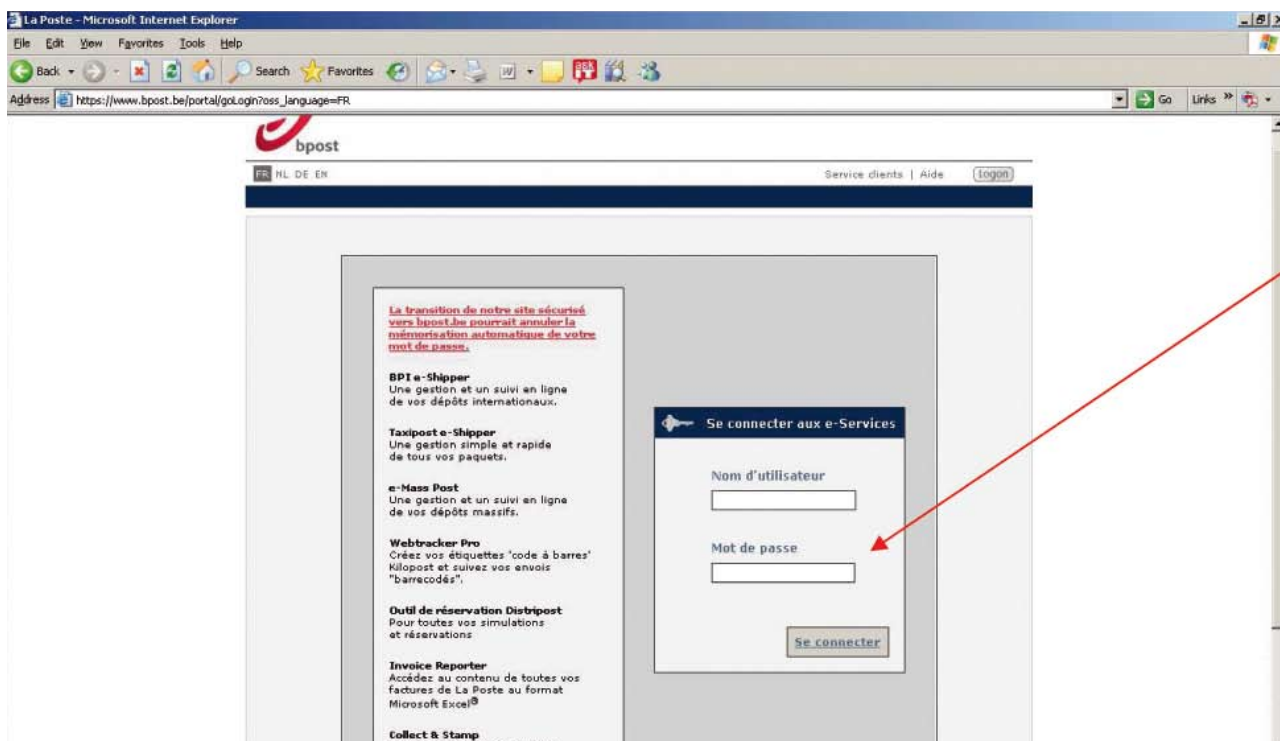 La Poste - Microsoft Internet Explorer
File Edit View Favorites Tools Help
Back Search Favorites
Address https://www.bpost.be/portal/goLogin?oss_language=FR Go Links »
bpost
FR NL DE EN Service clients | Aide Logon
La transition de notre site sécurisé
vers bpost.be pourrait annuler la
mémorisation automatique de votre
mot de passe.
BPI e-Shipper
Une gestion et un suivi en ligne
de vos dépôts internationaux.
Taxipost e-Shipper
Une gestion simple et rapide
de tous vos paquets.
e-Mass Post
Une gestion et un suivi en ligne
de vos dépôts massifs.
Webtracker Pro
Créez vos étiquettes 'code à barres'
Kilopost et suivez vos envois
"barrecodés".
Outil de réservation Distripost
Pour toutes vos simulations
et réservations
Invoice Reporter
Accédez au contenu de toutes vos
factures de La Poste au format
Microsoft Excel®
Collect & Stamp
Se connecter aux e-Services
Nom d'utilisateur
Mot de passe
Se connecter